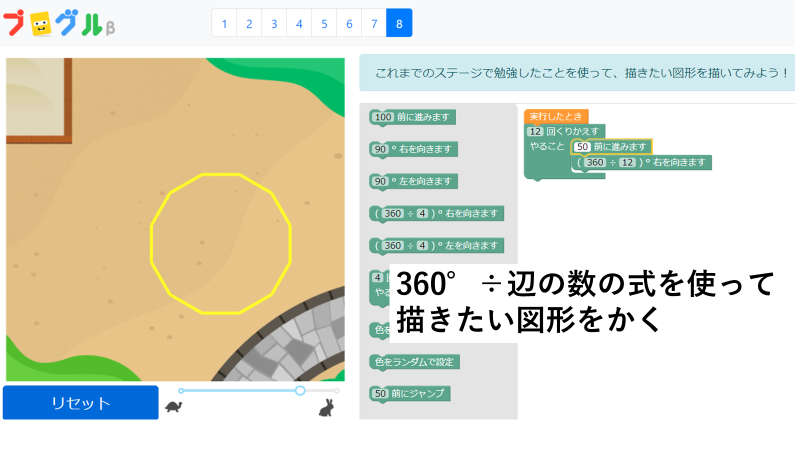 プログルβ
1 2 3 4 5 6 7 8
これまでのステージで勉強したことを使って、描きたい図形を描いてみよう！
100 前に進みます
90 ° 右を向きます
90 ° 左を向きます
( 360 ÷ 4 ) ° 右を向きます
( 360 ÷ 4 ) ° 左を向きます
4
や
色を
色をランダムで設定
50 前にジャンプ
実行したとき
12 回くりかえす
やること 50 前に進みます
( 360 ÷ 12 ) ° 右を向きます
360°÷辺の数の式を使って
描きたい図形をかく
リセット